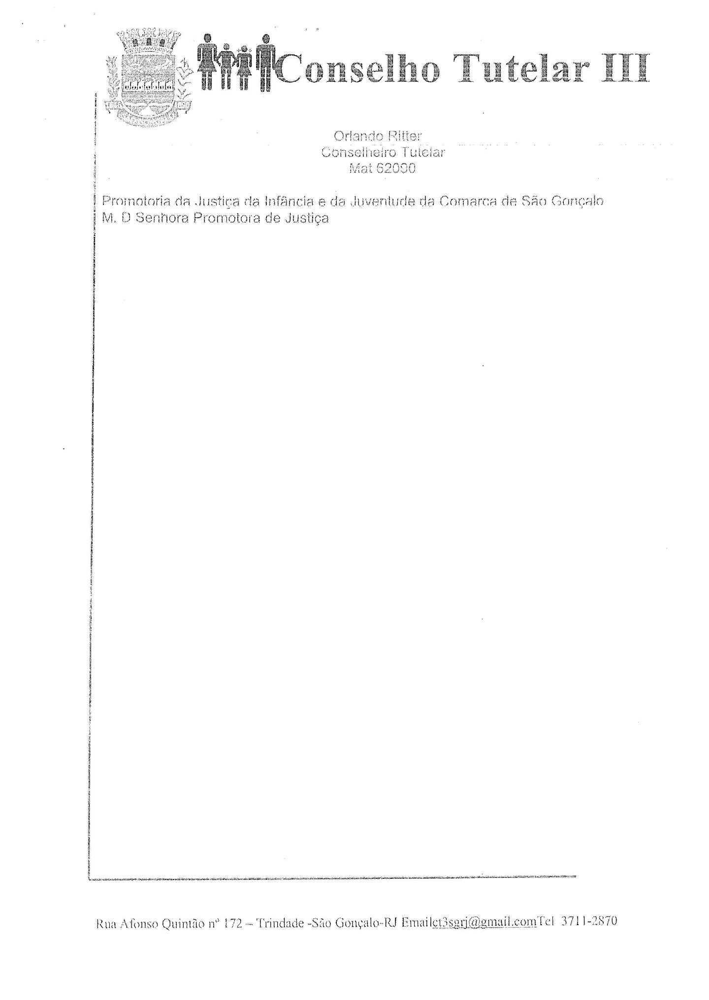 Conselho Tutelar III
Orlando Ritter
Conselheiro Tutelar
Mat 62090
Promotoria da Justiça da Infância e da Juventude da Comarca de São Gonçalo
M. D Senhora Promotora de Justiça
Rua Afonso Quintão nº 172 – Trindade -São Gonçalo-RJ Emailct3sgrj@gmail.comTel 3711-2870